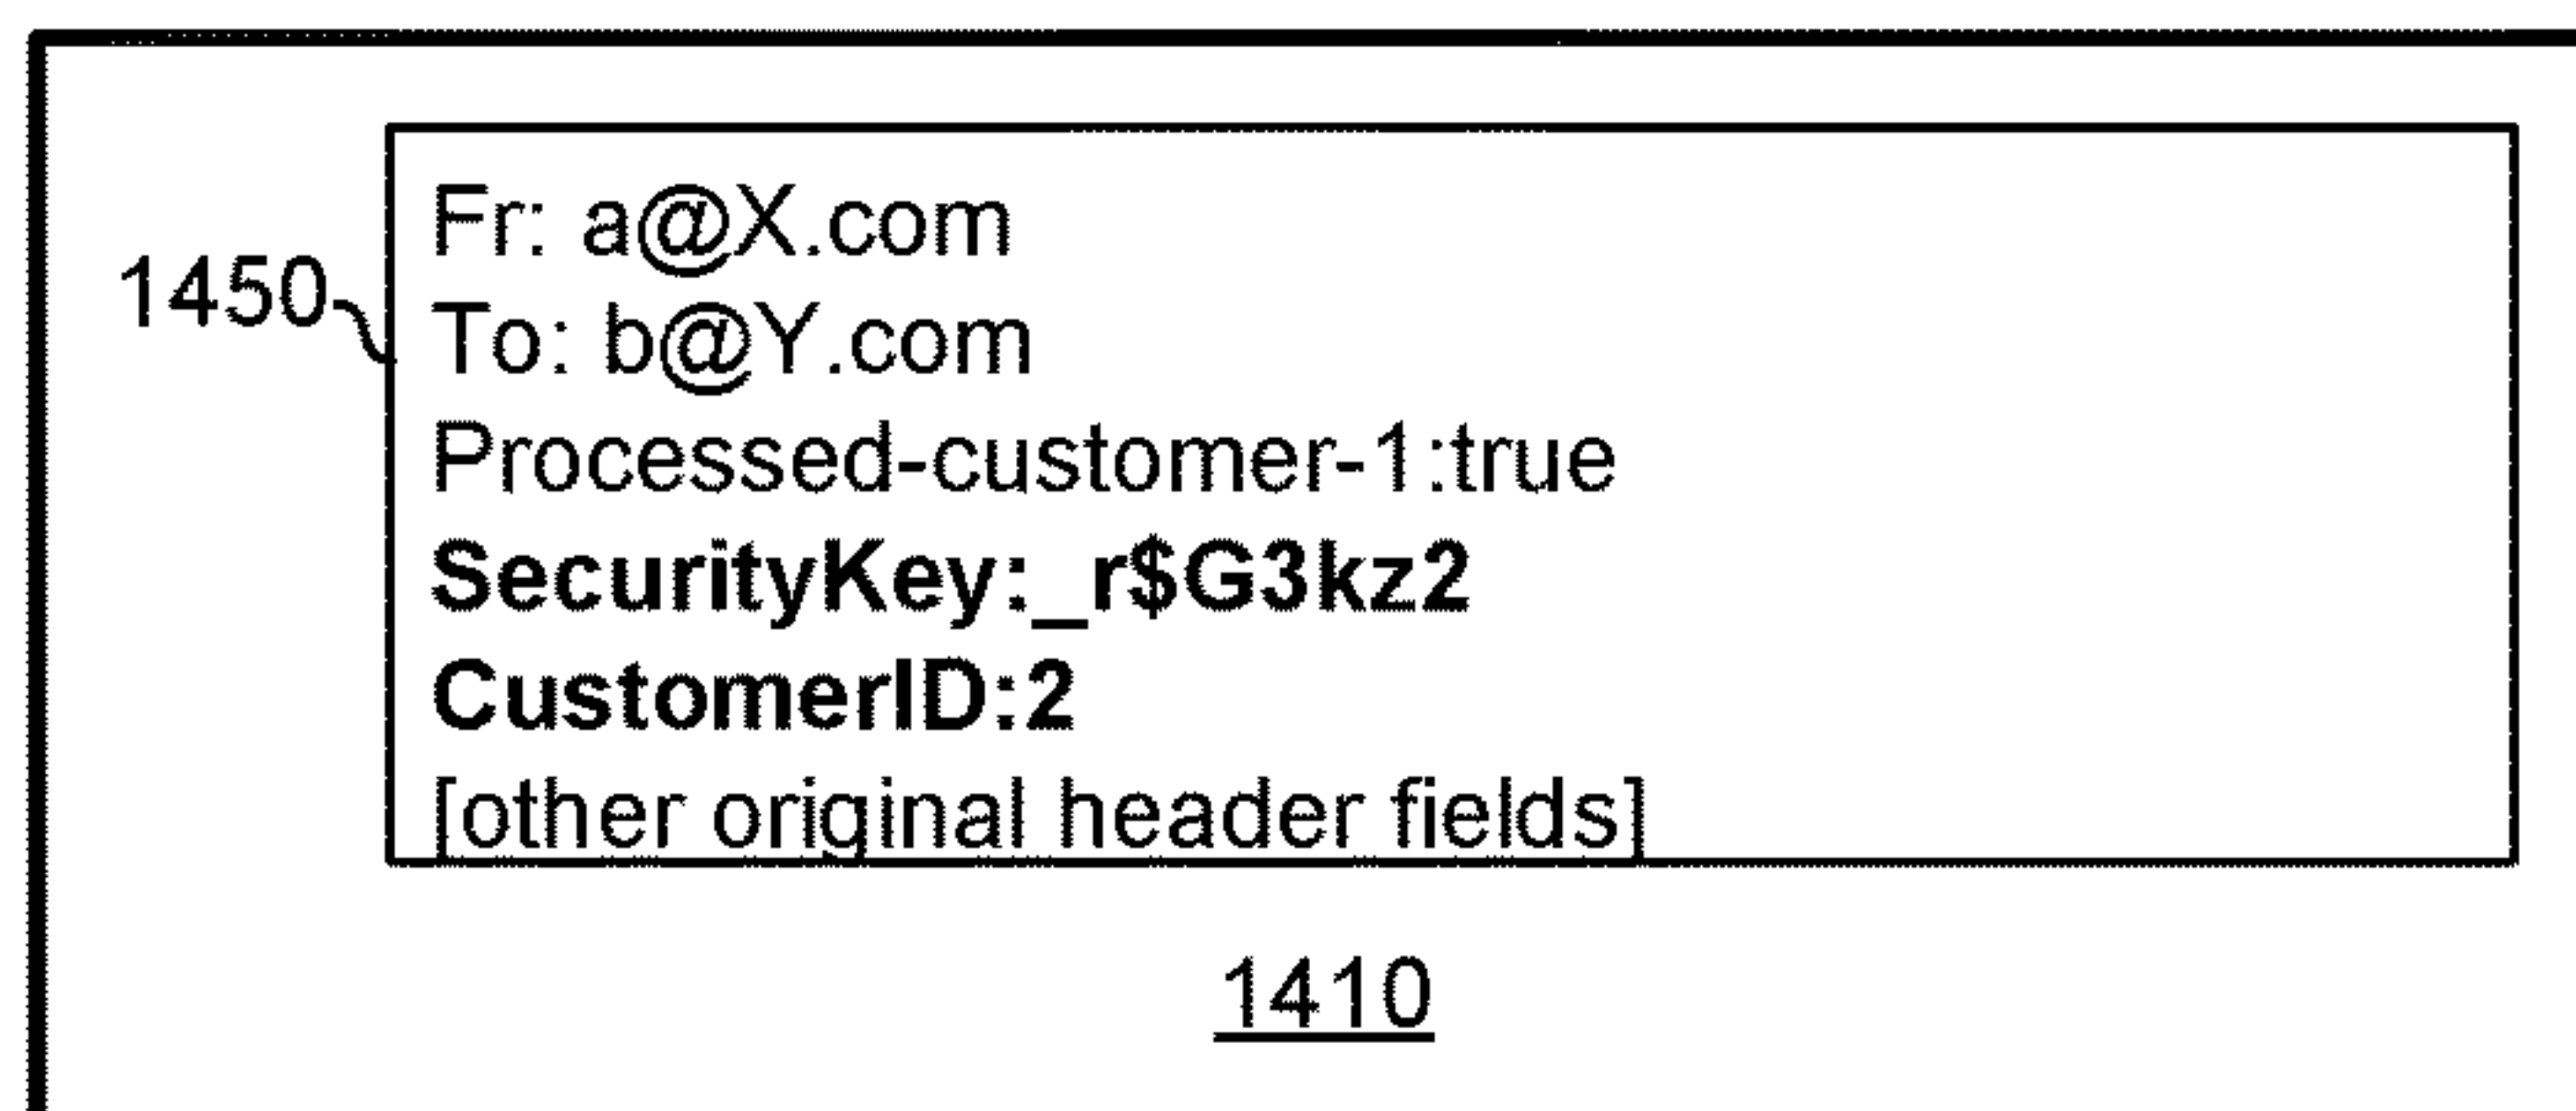 Fr: a@X.com
1450
To: b@Y.com
Processed-customer-1:true
SecurityKey:_r$G3kz2
CustomerID:2
[other original header fields]
1410